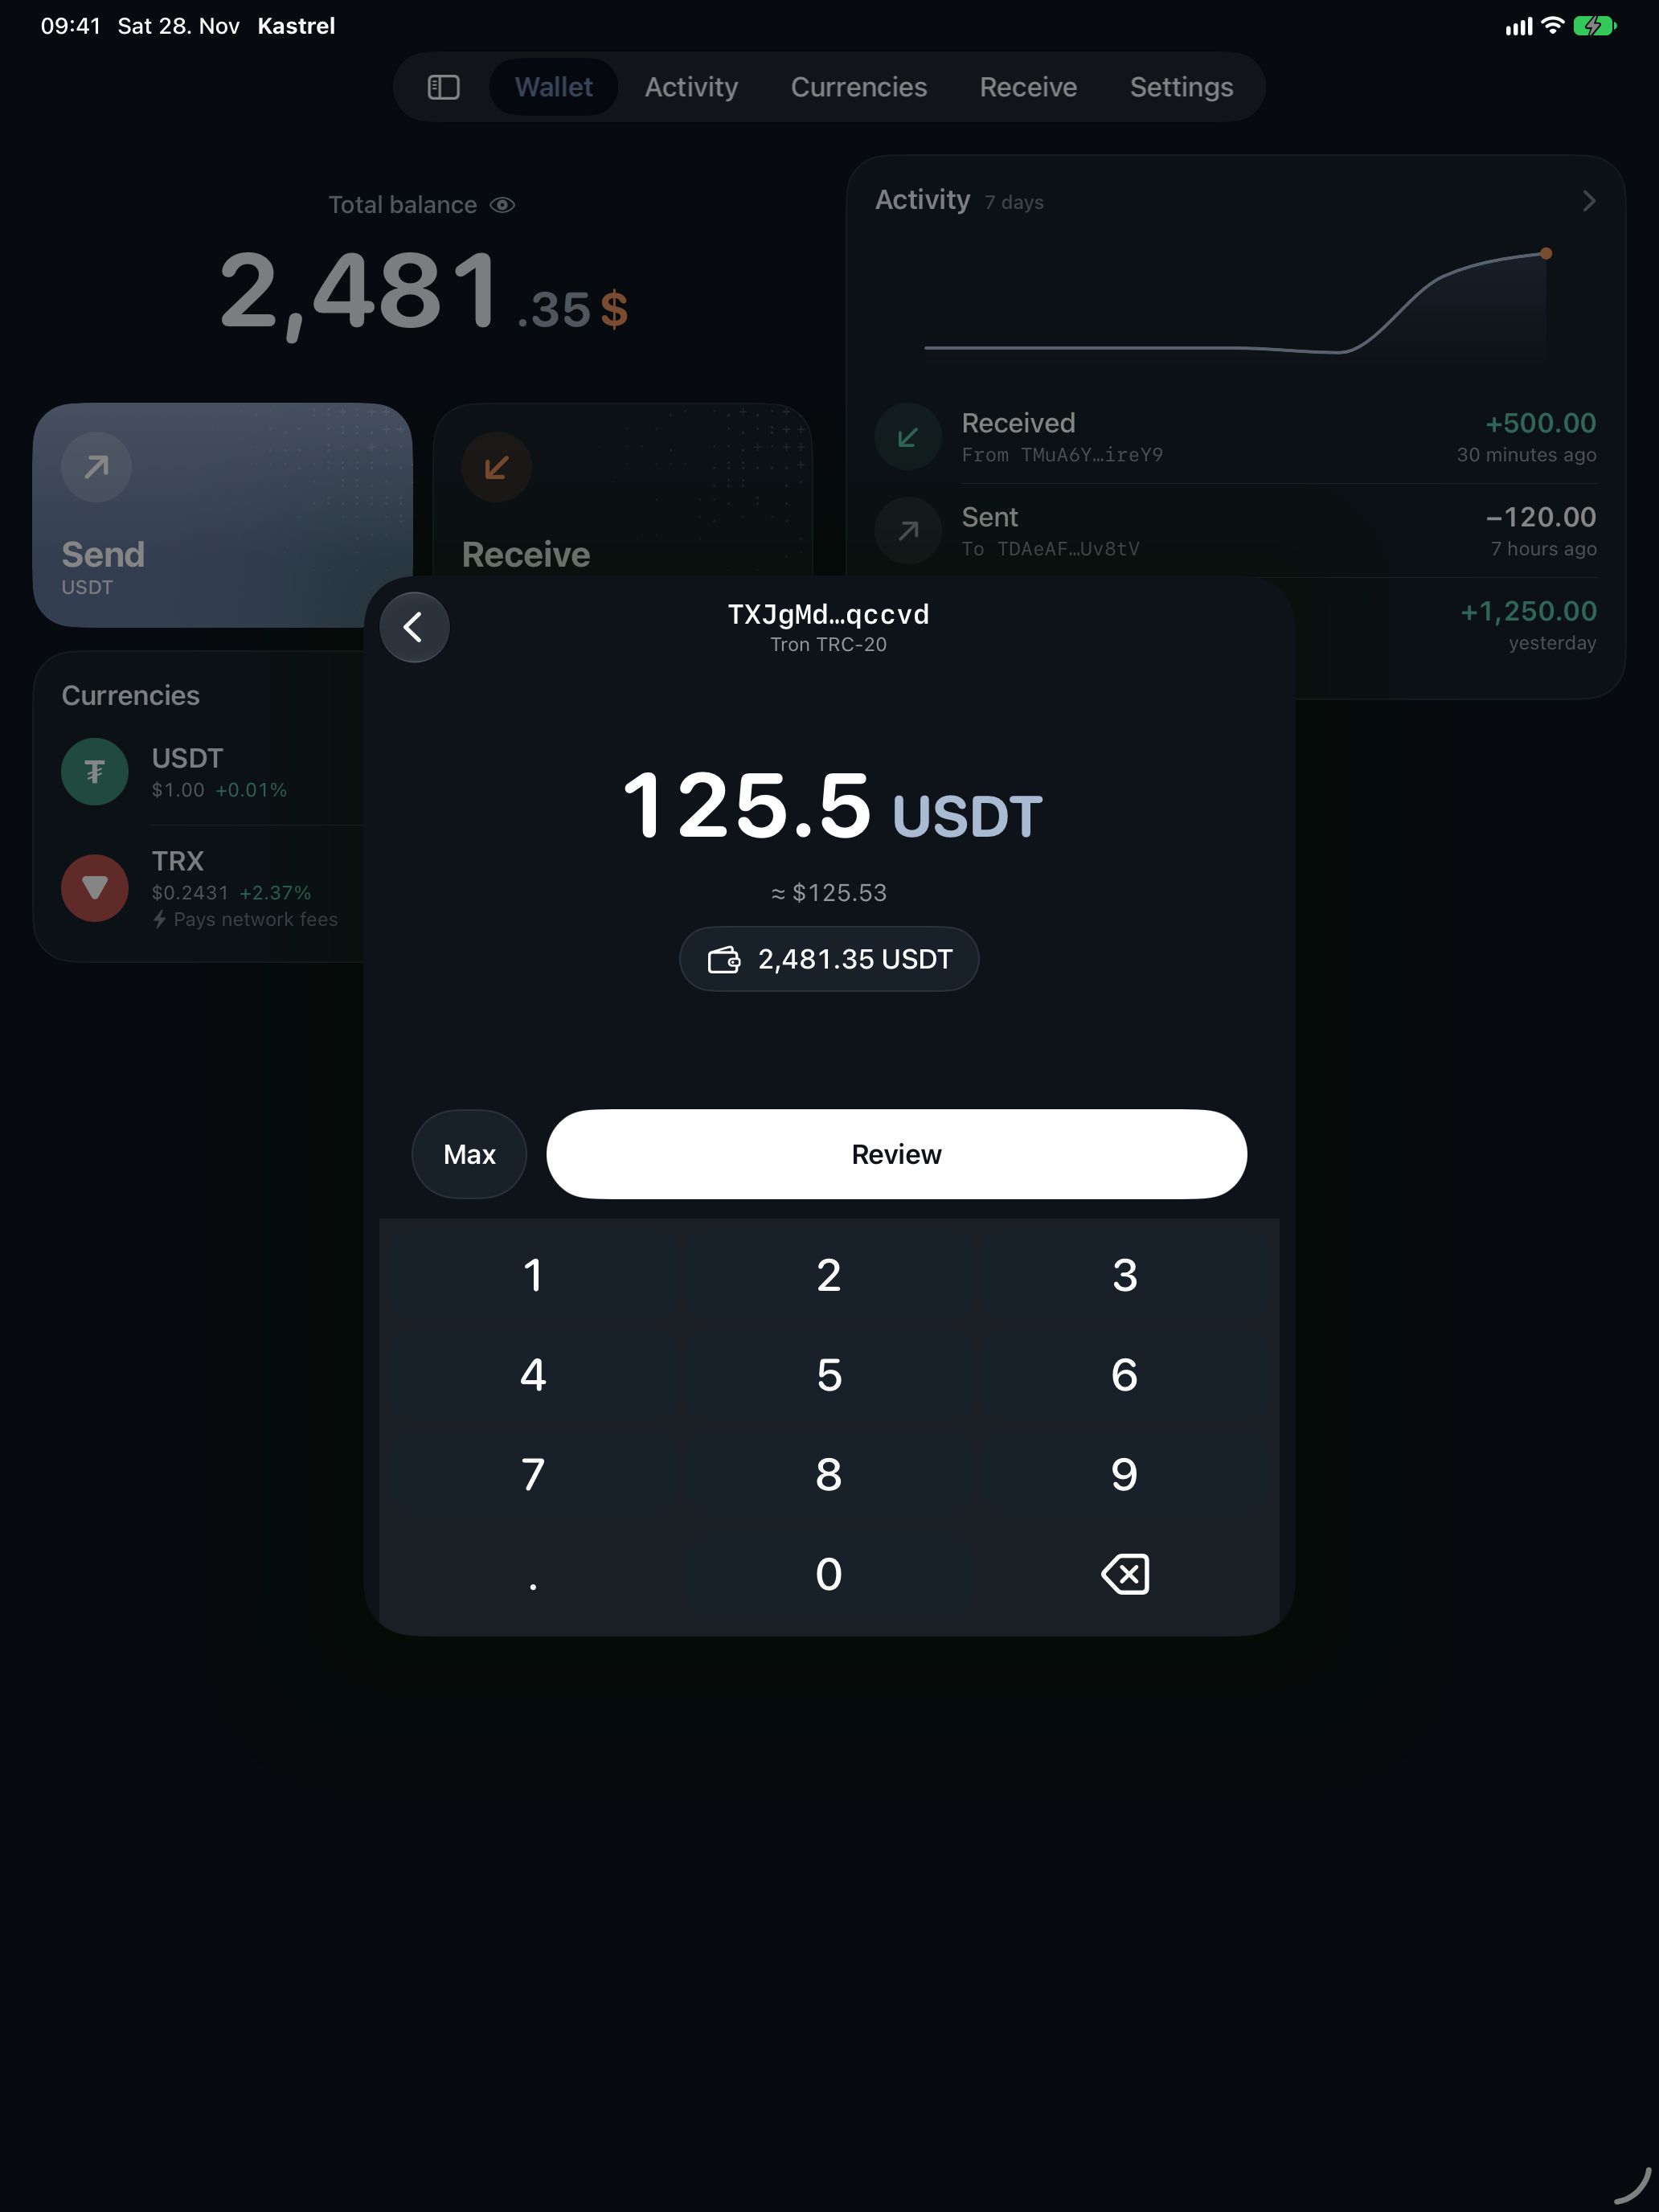 09:41 Sat 28. Nov Kastrel
Wallet Activity Currencies Receive Settings
Total balance
2,481.35$
Activity 7 days
Received +500.00
From TMuA6Y…ireY9 30 minutes ago
Sent −120.00
To TDAeAF…Uv8tV 7 hours ago
+1,250.00
yesterday
Send
USDT
Receive
Currencies
USDT
$1.00 +0.01%
TRX
$0.2431 +2.37%
Pays network fees
TXJgMd…qccvd
Tron TRC-20
125.5 USDT
≈ $125.53
2,481.35 USDT
Max Review
1 2 3
4 5 6
7 8 9
. 0